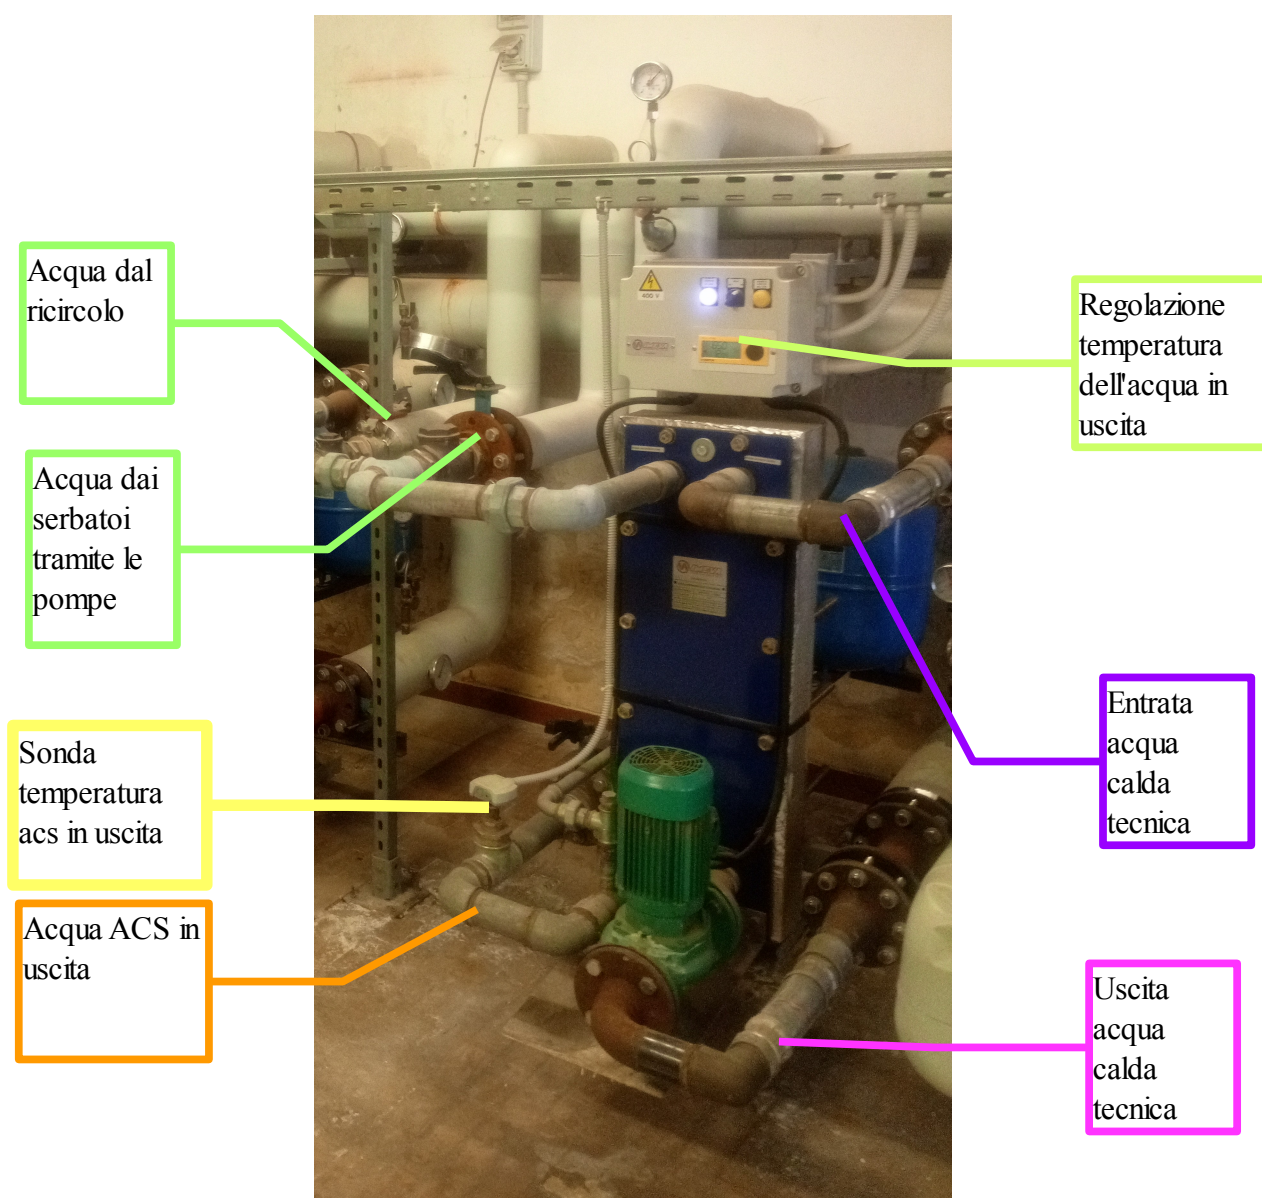 Acqua dal
ricircolo
Acqua dai
serbatoi
tramite le
pompe
Sonda
temperatura
acs in uscita
Acqua ACS in
uscita
400 V
Regolazione
temperatura
dell'acqua in
uscita
Entrata
acqua
calda
tecnica
Uscita
acqua
calda
tecnica